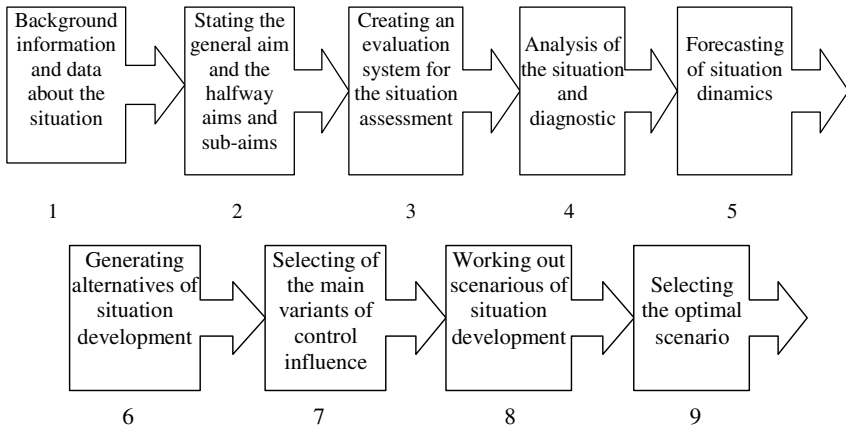 Background
information
and data
about the
situation
Stating the
general aim
and the
halfway
aims and
sub-aims
Creating an
evaluation
system for
the situation
assessment
Analysis of
the situation
and
diagnostic
Forecasting
of situation
dinamics
1
2
3
4
5
Generating
alternatives of
situation
development
Selecting of
the main
variants of
control
influence
Working out
scenarious of
situation
development
Selecting
the optimal
scenario
6
7
8
9